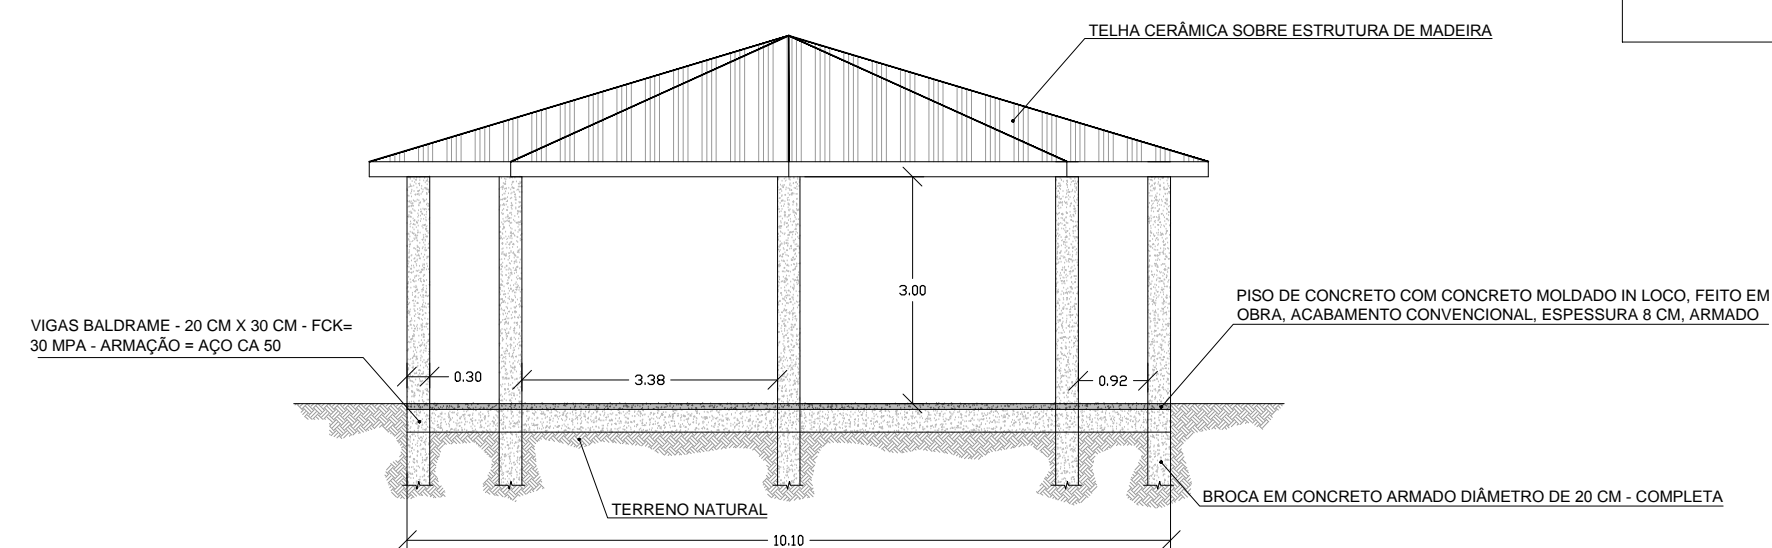 TELHA CERÂMICA SOBRE ESTRUTURA DE MADEIRA
3.00
PISO DE CONCRETO COM CONCRETO MOLDADO IN LOCO, FEITO EM
OBRA, ACABAMENTO CONVENCIONAL, ESPESSURA 8 CM, ARMADO
VIGAS BALDRAME - 20 CM X 30 CM - FCK=
30 MPA - ARMAÇÃO = AÇO CA 50
0.30
3.38
0.92
BROCA EM CONCRETO ARMADO DIÂMETRO DE 20 CM - COMPLETA
TERRENO NATURAL
10.10